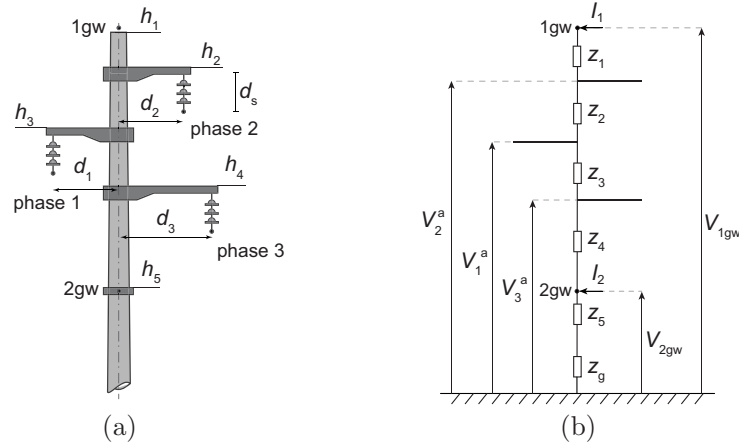 1gw
h₁
h₂
dₛ
d₂
h₃
phase 2
d₁
h₄
phase 1
d₃
phase 3
2gw
h₅
(a)
1gw
I₁
z₁
z₂
z₃
V₂ᵃ
V₁ᵃ
V₃ᵃ
z₄
V₁gw
2gw
I₂
z₅
V₂gw
z_g
(b)